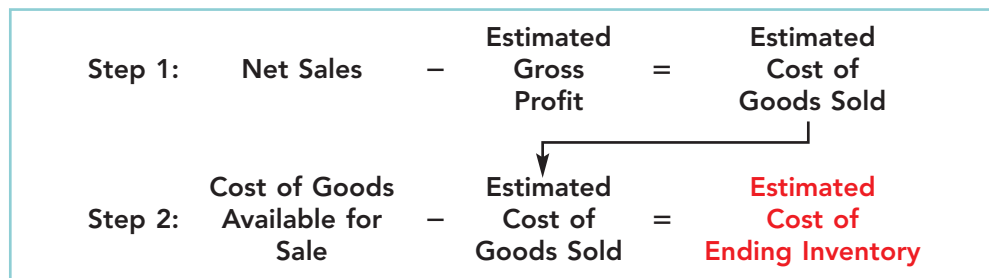 Estimated Estimated
Step 1: Net Sales − Gross = Cost of
Profit Goods Sold
Cost of Goods Estimated Estimated
Step 2: Available for − Cost of = Cost of
Sale Goods Sold Ending Inventory